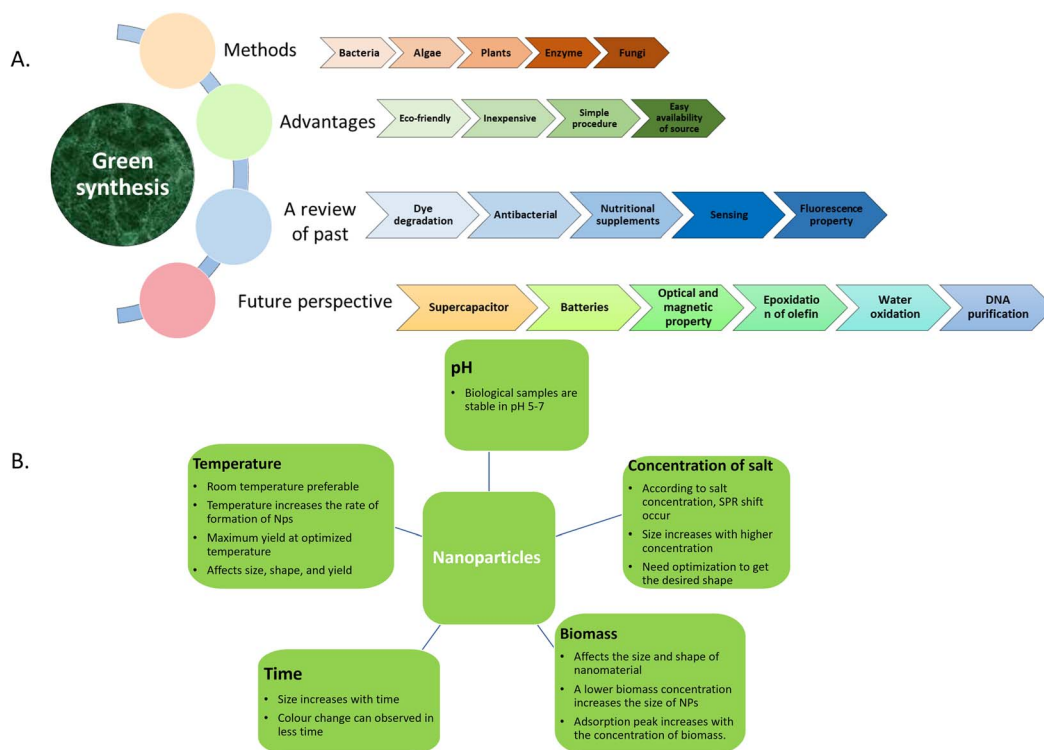 A.
Green
synthesis
Methods
Bacteria
Algae
Plants
Enzyme
Fungi
Advantages
Eco-friendly
Inexpensive
Simple
procedure
Easy
availability
of source
A review
of past
Dye
degradation
Antibacterial
Nutritional
supplements
Sensing
Fluorescence
property
Future perspective
Supercapacitor
Batteries
Optical and
magnetic
property
Epoxidatio
n of olefin
Water
oxidation
DNA
purification
B.
pH
• Biological samples are
stable in pH 5-7
Temperature
• Room temperature preferable
• Temperature increases the rate of
formation of Nps
• Maximum yield at optimized
temperature
• Affects size, shape, and yield
Concentration of salt
• According to salt
concentration, SPR shift
occur
• Size increases with higher
concentration
• Need optimization to get
the desired shape
Nanoparticles
Time
• Size increases with time
• Colour change can observed in
less time
Biomass
• Affects the size and shape of
nanomaterial
• A lower biomass concentration
increases the size of NPs
• Adsorption peak increases with
the concentration of biomass.